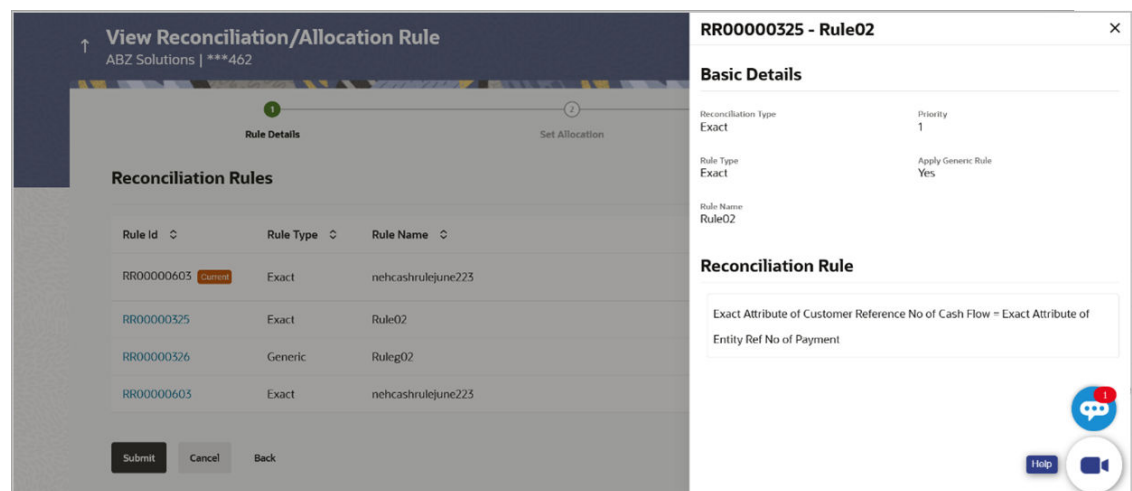 View Reconciliation/Allocation Rule
ABZ Solutions | ***462
1
2
Rule Details
Set Allocation
Reconciliation Rules
Rule Id
Rule Type
Rule Name
RR00000603 Current
Exact
nehcashrulejune223
RR00000325
Exact
Rule02
RR00000326
Generic
Ruleg02
RR00000603
Exact
nehcashrulejune223
Submit
Cancel
Back
RR00000325 - Rule02
Basic Details
Reconciliation Type
Exact
Priority
1
Rule Type
Exact
Apply Generic Rule
Yes
Rule Name
Rule02
Reconciliation Rule
Exact Attribute of Customer Reference No of Cash Flow = Exact Attribute of
Entity Ref No of Payment
1
Help